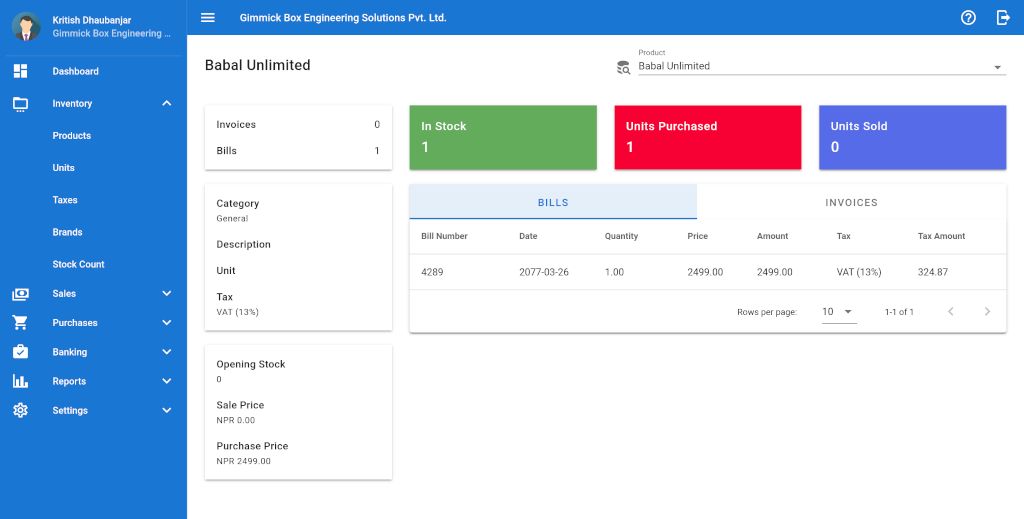 Kritish Dhaubanjar
Gimmick Box Engineering ...
Gimmick Box Engineering Solutions Pvt. Ltd.
Dashboard
Inventory
Products
Units
Taxes
Brands
Stock Count
Sales
Purchases
Banking
Reports
Settings
Babal Unlimited
Product
Babal Unlimited
Invoices 0
Bills 1
In Stock
1
Units Purchased
1
Units Sold
0
Category
General
Description
Unit
Tax
VAT (13%)
Opening Stock
0
Sale Price
NPR 0.00
Purchase Price
NPR 2499.00
BILLS INVOICES
Bill Number Date Quantity Price Amount Tax Tax Amount
4289 2077-03-26 1.00 2499.00 2499.00 VAT (13%) 324.87
Rows per page: 10 1-1 of 1